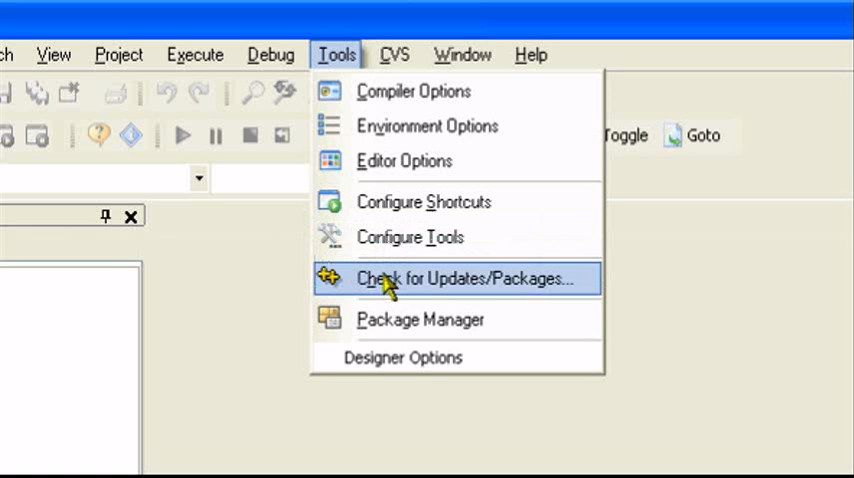 ch View Project Execute Debug Tools CVS Window Help
Compiler Options
Environment Options
Toggle Goto
Editor Options
Configure Shortcuts
Configure Tools
Check for Updates/Packages...
Package Manager
Designer Options